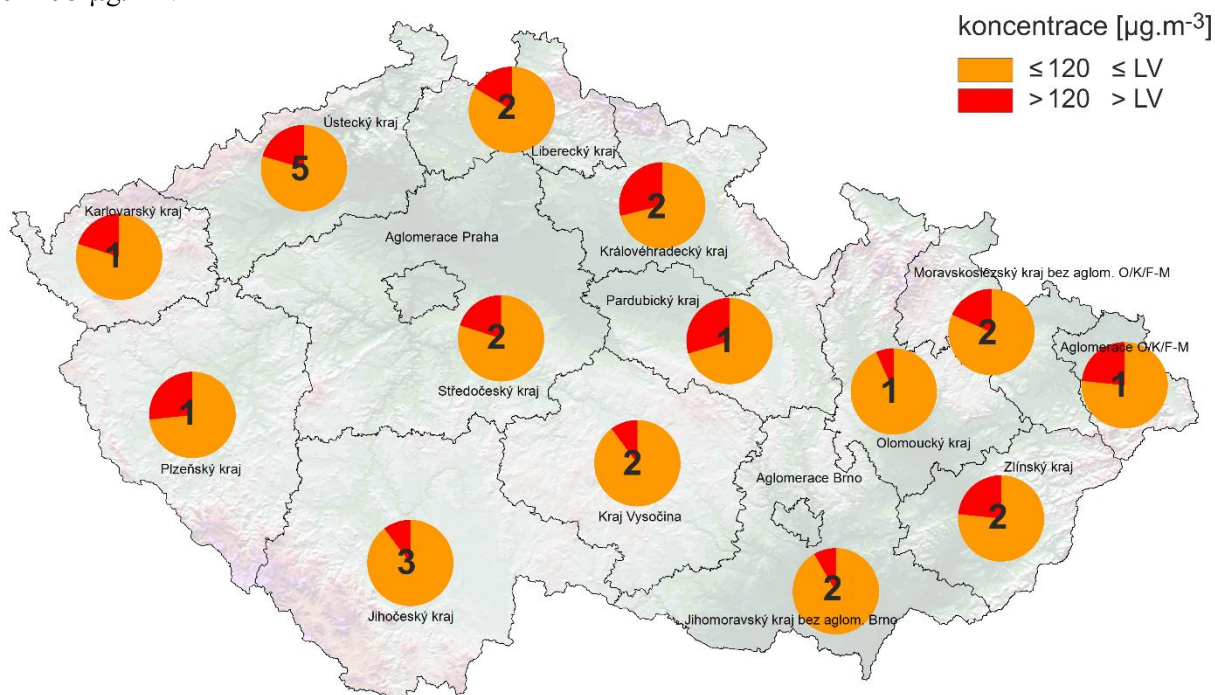 koncentrace [µg.m-3]
≤ 120 ≤ LV
> 120 > LV
2
Ústecký kraj
Liberecký kraj
5
Karlovarský kraj
2
1
Aglomerace Praha
Královéhradecký kraj
Moravskoslezský kraj bez aglom. O/K/F-M
Pardubický kraj
2
2
1
Aglomerace O/K/F-M
Středočeský kraj
1
1
1
Olomoucký kraj
Plzeňský kraj
2
Aglomerace Brno
Zlínský kraj
Kraj Vysočina
2
3
2
Jihočeský kraj
Jihomoravský kraj bez aglom. Brno